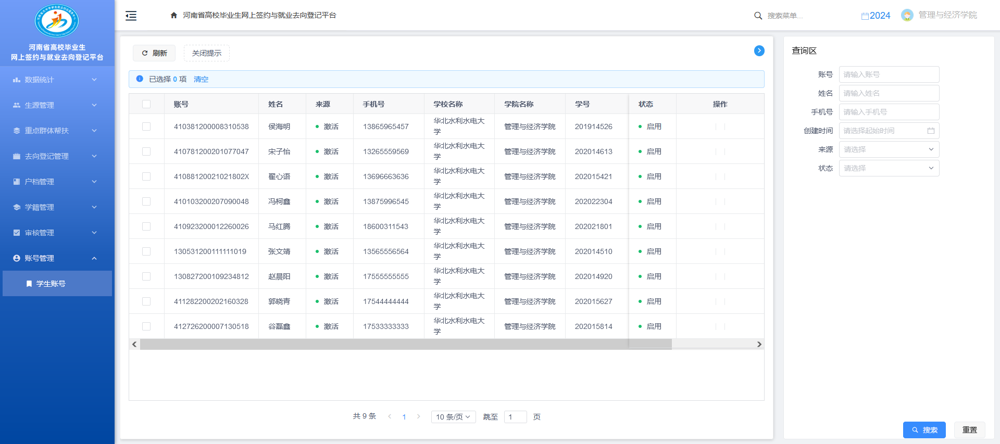 河南省高校毕业生
网上签约与就业去向登记平台
数据统计
生源管理
重点群体帮扶
去向登记管理
户档管理
学籍管理
审核管理
账号管理
学生账号
河南省高校毕业生网上签约与就业去向登记平台
搜索菜单...
2024
管理与经济学院
刷新
关闭提示
已选择 0 项 清空
账号 姓名 来源 手机号 学校名称 学院名称 学号 状态 操作
410381200008310538 侯海明 激活 13865965457 华北水利水电大学 管理与经济学院 201914526 启用
410781200201077047 宋子怡 激活 13265559569 华北水利水电大学 管理与经济学院 202014613 启用
41088120021021802X 翟心语 激活 13696663636 华北水利水电大学 管理与经济学院 202015421 启用
410103200207090048 冯柯鑫 激活 13875996545 华北水利水电大学 管理与经济学院 202022304 启用
410923200012260026 马红腾 激活 18600311543 华北水利水电大学 管理与经济学院 202021801 启用
130531200111111019 张文靖 激活 13565556564 华北水利水电大学 管理与经济学院 202014510 启用
130827200109234812 赵晨阳 激活 17555555555 华北水利水电大学 管理与经济学院 202014920 启用
411282200202160328 郭晓青 激活 17544444444 华北水利水电大学 管理与经济学院 202015627 启用
412726200007130518 谷磊鑫 激活 17533333333 华北水利水电大学 管理与经济学院 202015814 启用
共 9 条 1 10 条/页 跳至 1 页
查询区
账号 请输入账号
姓名 请输入姓名
手机号 请输入手机号
创建时间 请选择起始时间
来源 请选择
状态 请选择
搜索 重置